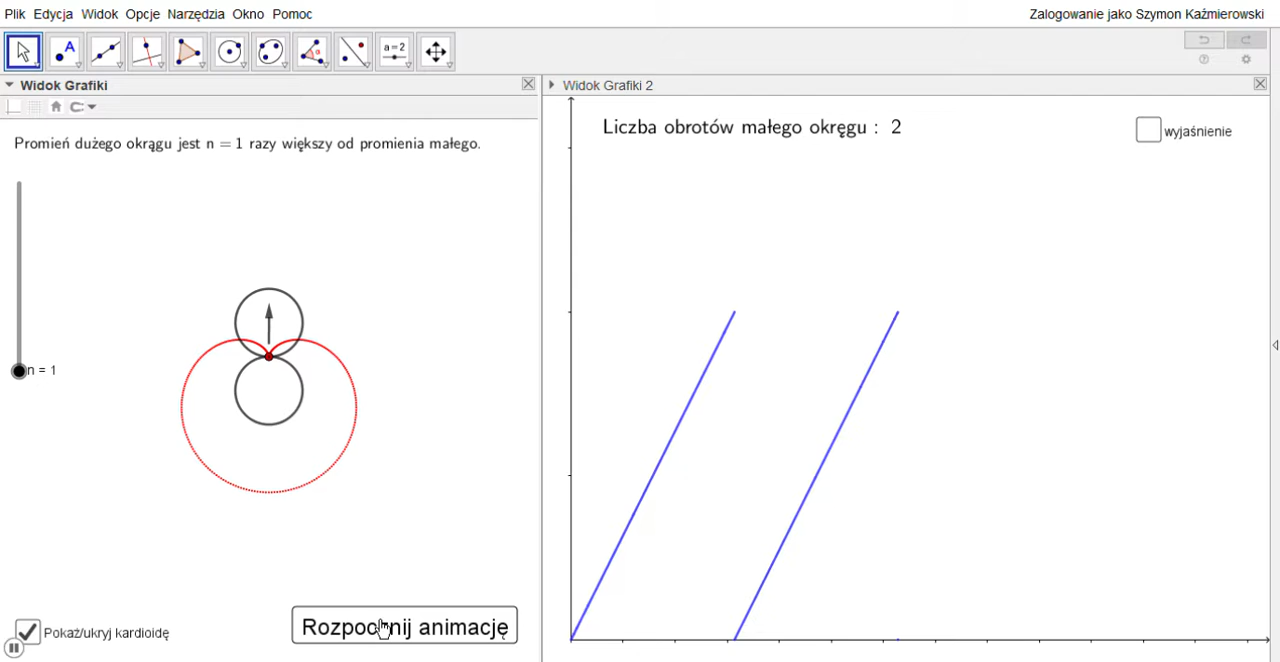 Plik Edycja Widok Opcje Narzędzia Okno Pomoc
Zalogowanie jako Szymon Kaźmierowski
A
α
a=2
Widok Grafiki
Widok Grafiki 2
Promień dużego okrągu jest n = 1 razy większy od promienia małego.
Liczba obrotów małego okręgu : 2
wyjaśnienie
n = 1
Pokaż/ukryj kardioidę
Rozpocznij animację